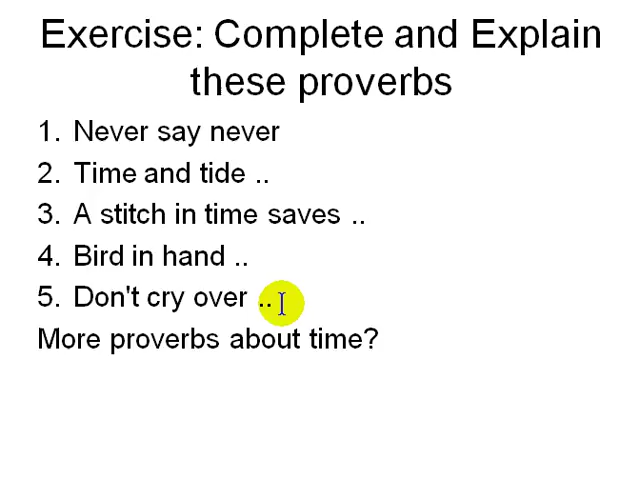 Exercise: Complete and Explain
these proverbs
1. Never say never
2. Time and tide ..
3. A stitch in time saves ..
4. Bird in hand ..
5. Don't cry over ..
More proverbs about time?